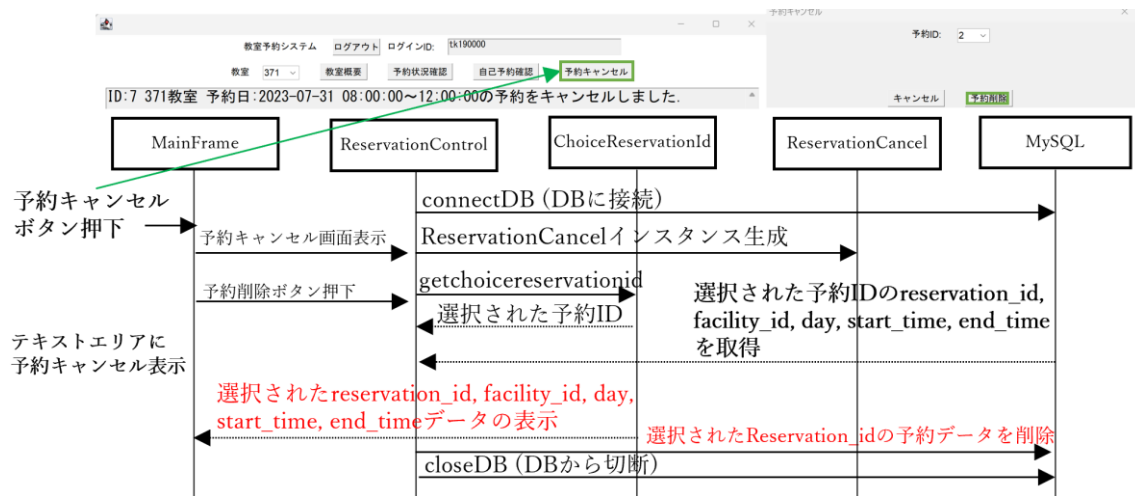 予約キャンセル
予約ID: 2
キャンセル 予約削除
教室予約システム ログアウト ログインID: tk190000
教室 371 教室概要 予約状況確認 自己予約確認 予約キャンセル
ID:7 371教室 予約日:2023-07-31 08:00:00~12:00:00の予約をキャンセルしました.
MainFrame
ReservationControl
ChoiceReservationId
ReservationCancel
MySQL
予約キャンセル
ボタン押下
connectDB (DBに接続)
予約キャンセル画面表示
ReservationCancelインスタンス生成
予約削除ボタン押下
getchoicereservationid
選択された予約ID
選択された予約IDのreservation_id,
facility_id, day, start_time, end_time
を取得
テキストエリアに
予約キャンセル表示
選択されたreservation_id, facility_id, day,
start_time, end_timeデータの表示
選択されたReservation_idの予約データを削除
closeDB (DBから切断)